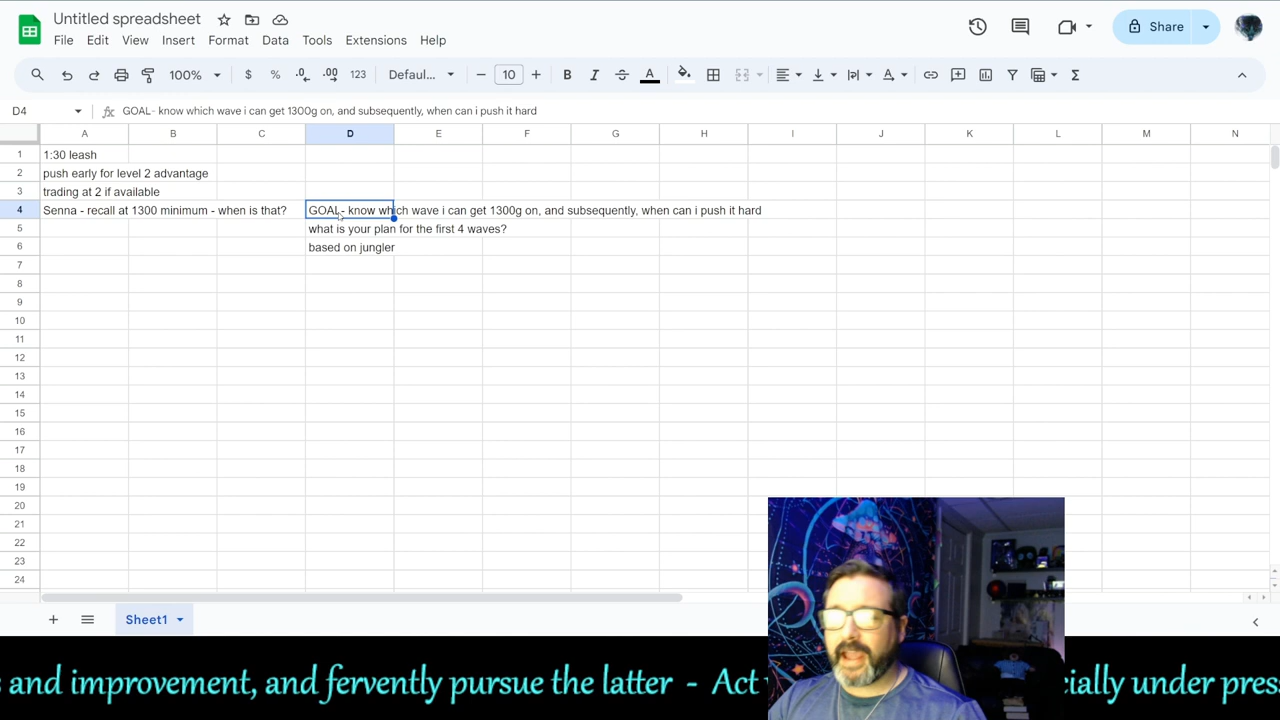 Untitled spreadsheet
File Edit View Insert Format Data Tools Extensions Help
Share
100% $ % .0 .00 123 Defaul... 10 B I S A Σ
D4 fx GOAL- know which wave i can get 1300g on, and subsequently, when can i push it hard
A B C D E F G H I J K L M N
1 1:30 leash
2 push early for level 2 advantage
3 trading at 2 if available
4 Senna - recall at 1300 minimum - when is that? GOAL- know which wave i can get 1300g on, and subsequently, when can i push it hard
5 what is your plan for the first 4 waves?
6 based on jungler
7
8
9
10
11
12
13
14
15
16
17
18
19
20
21
22
23
24
Sheet1
s and improvement, and fervently pursue the latter - Act cially under pres